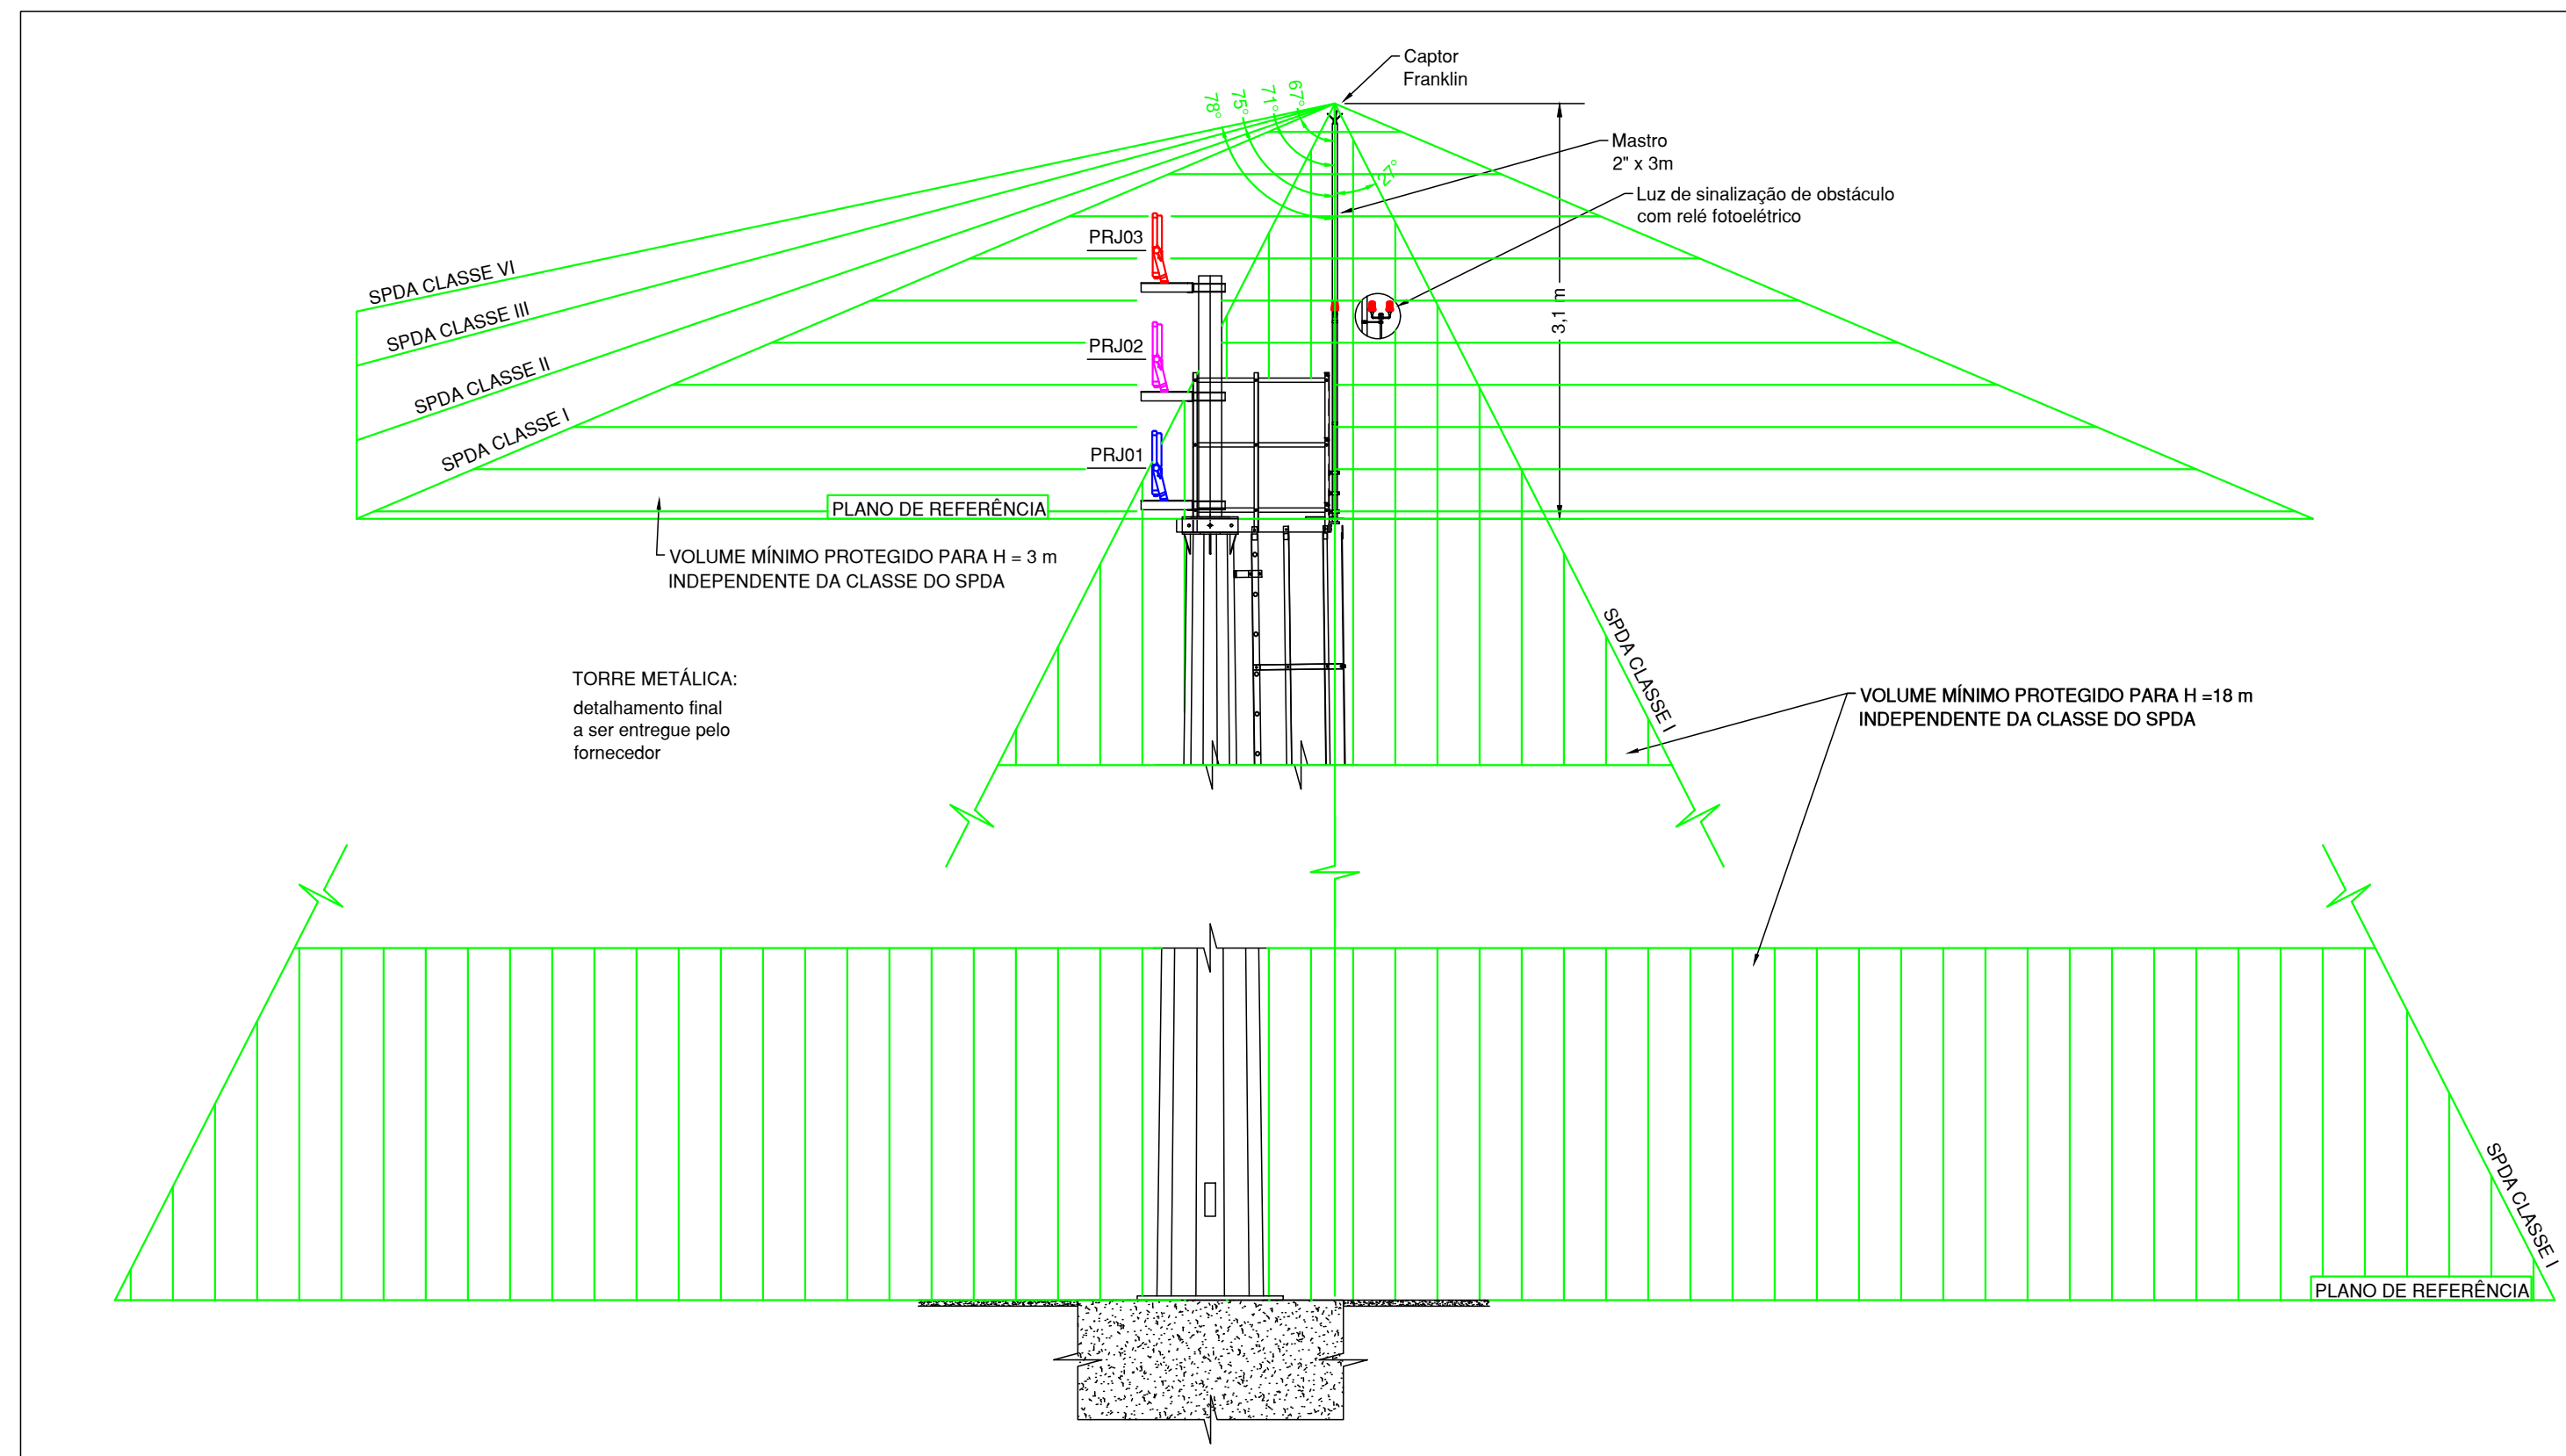 Captor
Franklin
67°
71°
75°
78°
27°
Mastro
2" x 3m
Luz de sinalização de obstáculo
com relé fotoelétrico
3,1 m
PRJ03
PRJ02
PRJ01
SPDA CLASSE VI
SPDA CLASSE III
SPDA CLASSE II
SPDA CLASSE I
PLANO DE REFERÊNCIA
VOLUME MÍNIMO PROTEGIDO PARA H = 3 m
INDEPENDENTE DA CLASSE DO SPDA
SPDA CLASSE I
TORRE METÁLICA:
detalhamento final
a ser entregue pelo
fornecedor
VOLUME MÍNIMO PROTEGIDO PARA H =18 m
INDEPENDENTE DA CLASSE DO SPDA
SPDA CLASSE I
PLANO DE REFERÊNCIA